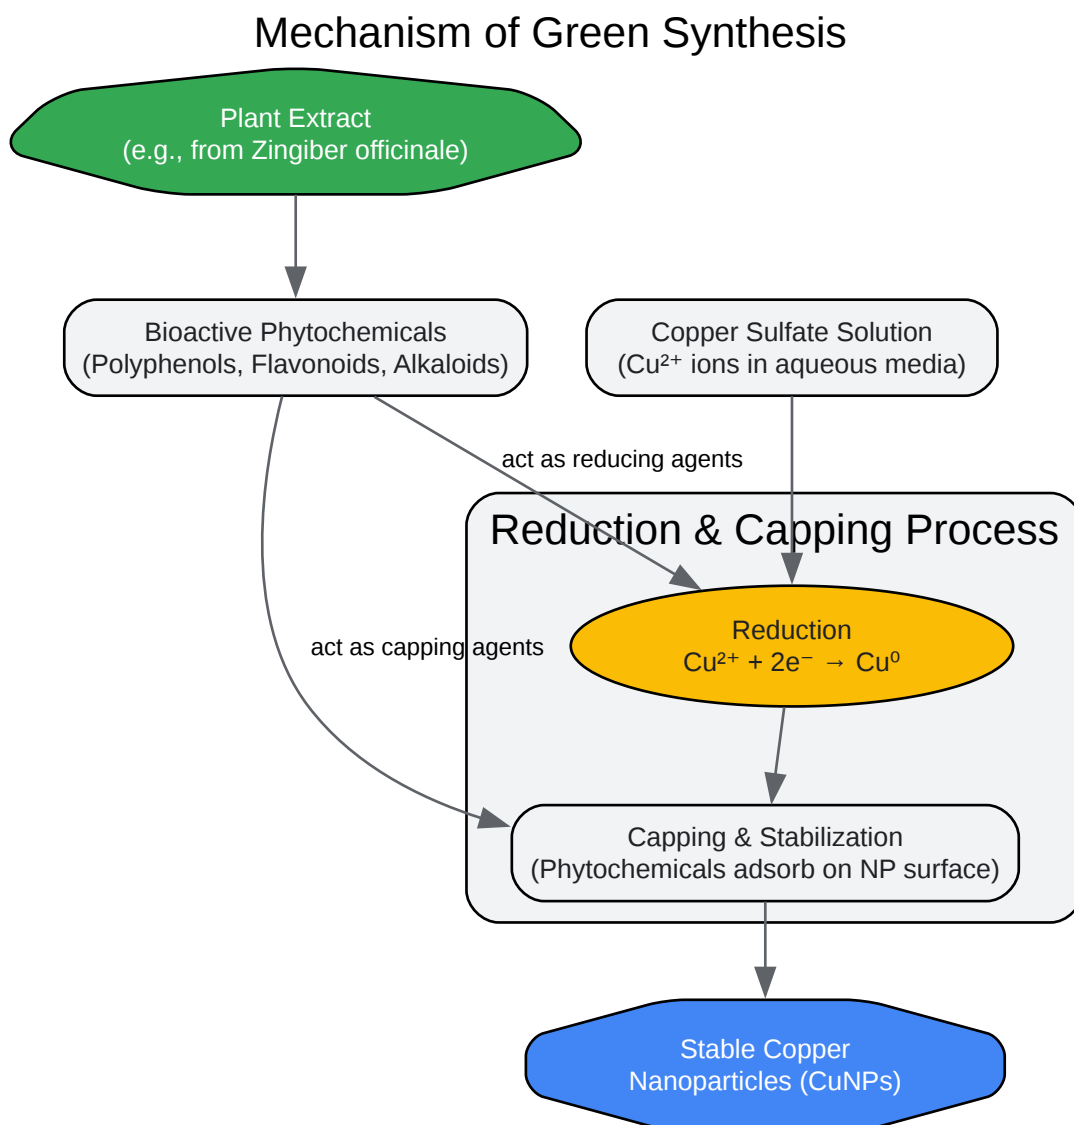 Mechanism of Green Synthesis
Plant Extract
(e.g., from Zingiber officinale)
Bioactive Phytochemicals
(Polyphenols, Flavonoids, Alkaloids)
Copper Sulfate Solution
(Cu²⁺ ions in aqueous media)
act as reducing agents
Reduction & Capping Process
Reduction
Cu²⁺ + 2e⁻ → Cu⁰
act as capping agents
Capping & Stabilization
(Phytochemicals adsorb on NP surface)
Stable Copper
Nanoparticles (CuNPs)